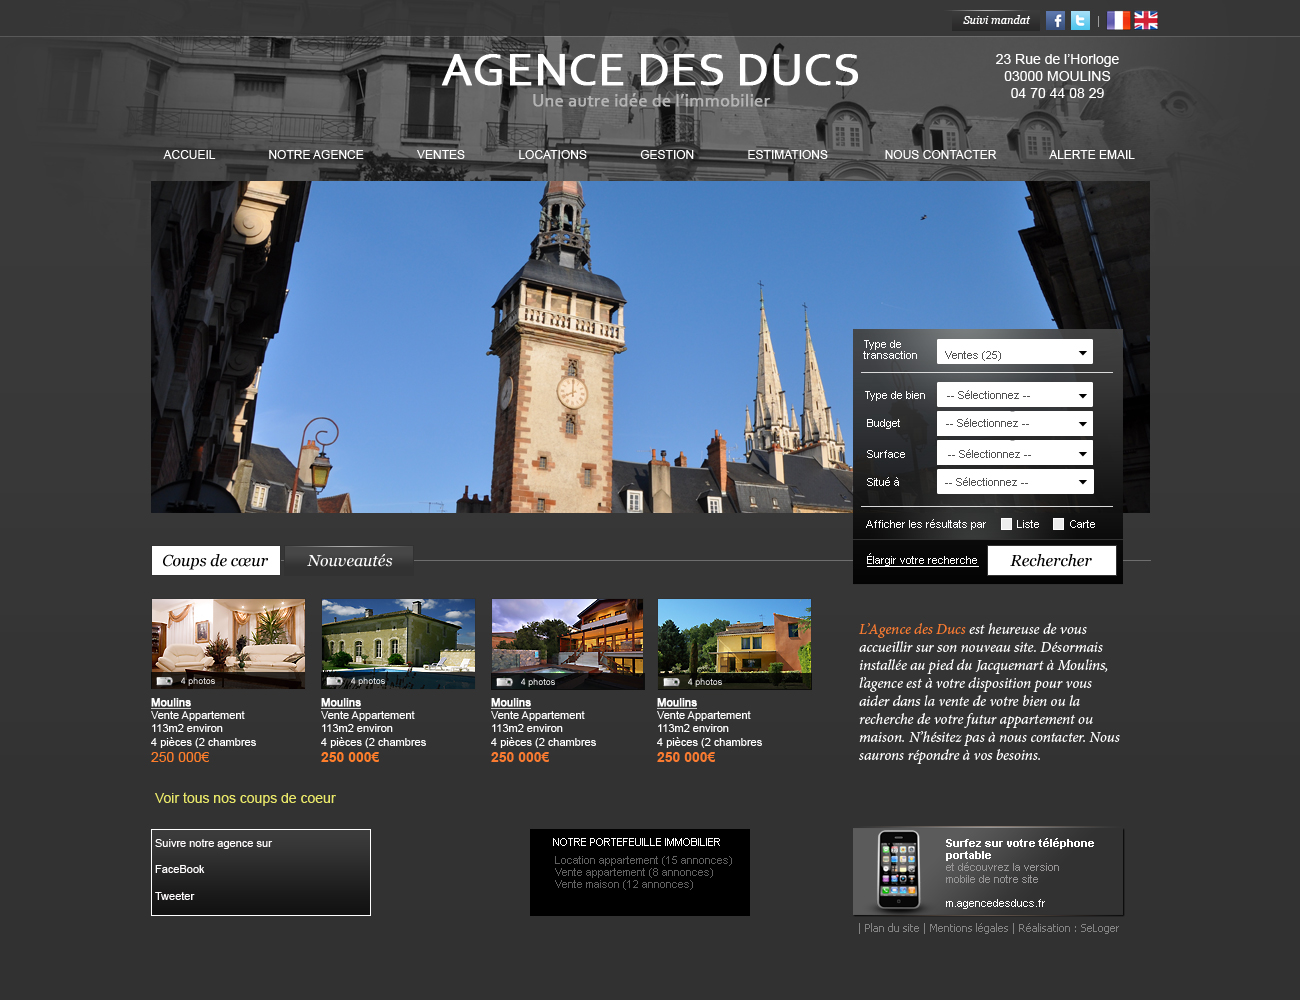 Suivi mandat
|
AGENCE DES DUCS
Une autre idée de l'immobilier
23 Rue de l'Horloge
03000 MOULINS
04 70 44 08 29
ACCUEIL NOTRE AGENCE VENTES LOCATIONS GESTION ESTIMATIONS NOUS CONTACTER ALERTE EMAIL
Type de
transaction
Ventes (25)
Type de bien -- Sélectionnez --
Budget -- Sélectionnez --
Surface -- Sélectionnez --
Situé à -- Sélectionnez --
Afficher les résultats par Liste Carte
Élargir votre recherche Rechercher
Coups de cœur Nouveautés
4 photos
Moulins
Vente Appartement
113m2 environ
4 pièces (2 chambres
250 000€
4 photos
Moulins
Vente Appartement
113m2 environ
4 pièces (2 chambres
250 000€
4 photos
Moulins
Vente Appartement
113m2 environ
4 pièces (2 chambres
250 000€
4 photos
Moulins
Vente Appartement
113m2 environ
4 pièces (2 chambres
250 000€
L'Agence des Ducs est heureuse de vous
accueillir sur son nouveau site. Désormais
installée au pied du Jacquemart à Moulins,
l'agence est à votre disposition pour vous
aider dans la vente de votre bien ou la
recherche de votre futur appartement ou
maison. N'hésitez pas à nous contacter. Nous
saurons répondre à vos besoins.
Voir tous nos coups de coeur
Suivre notre agence sur
FaceBook
Tweeter
NOTRE PORTEFEUILLE IMMOBILIER
Location appartement (15 annonces)
Vente appartement (8 annonces)
Vente maison (12 annonces)
Surfez sur votre téléphone
portable
et découvrez la version
mobile de notre site
m.agencedesducs.fr
| Plan du site | Mentions légales | Réalisation : SeLoger